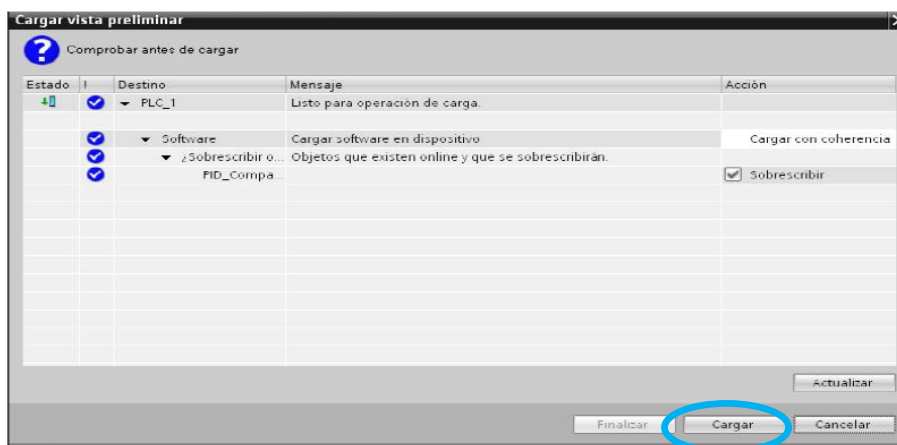 Cargar vista preliminar
Comprobar antes de cargar
Estado ! Destino Mensaje Acción
PLC_1 Listo para operación de carga.
Software Cargar software en dispositivo Cargar con coherencia
¿Sobrescribir o... Objetos que existen online y que se sobrescribirán.
PID_Compa... Sobrescribir
Actualizar
Finalizar Cargar Cancelar